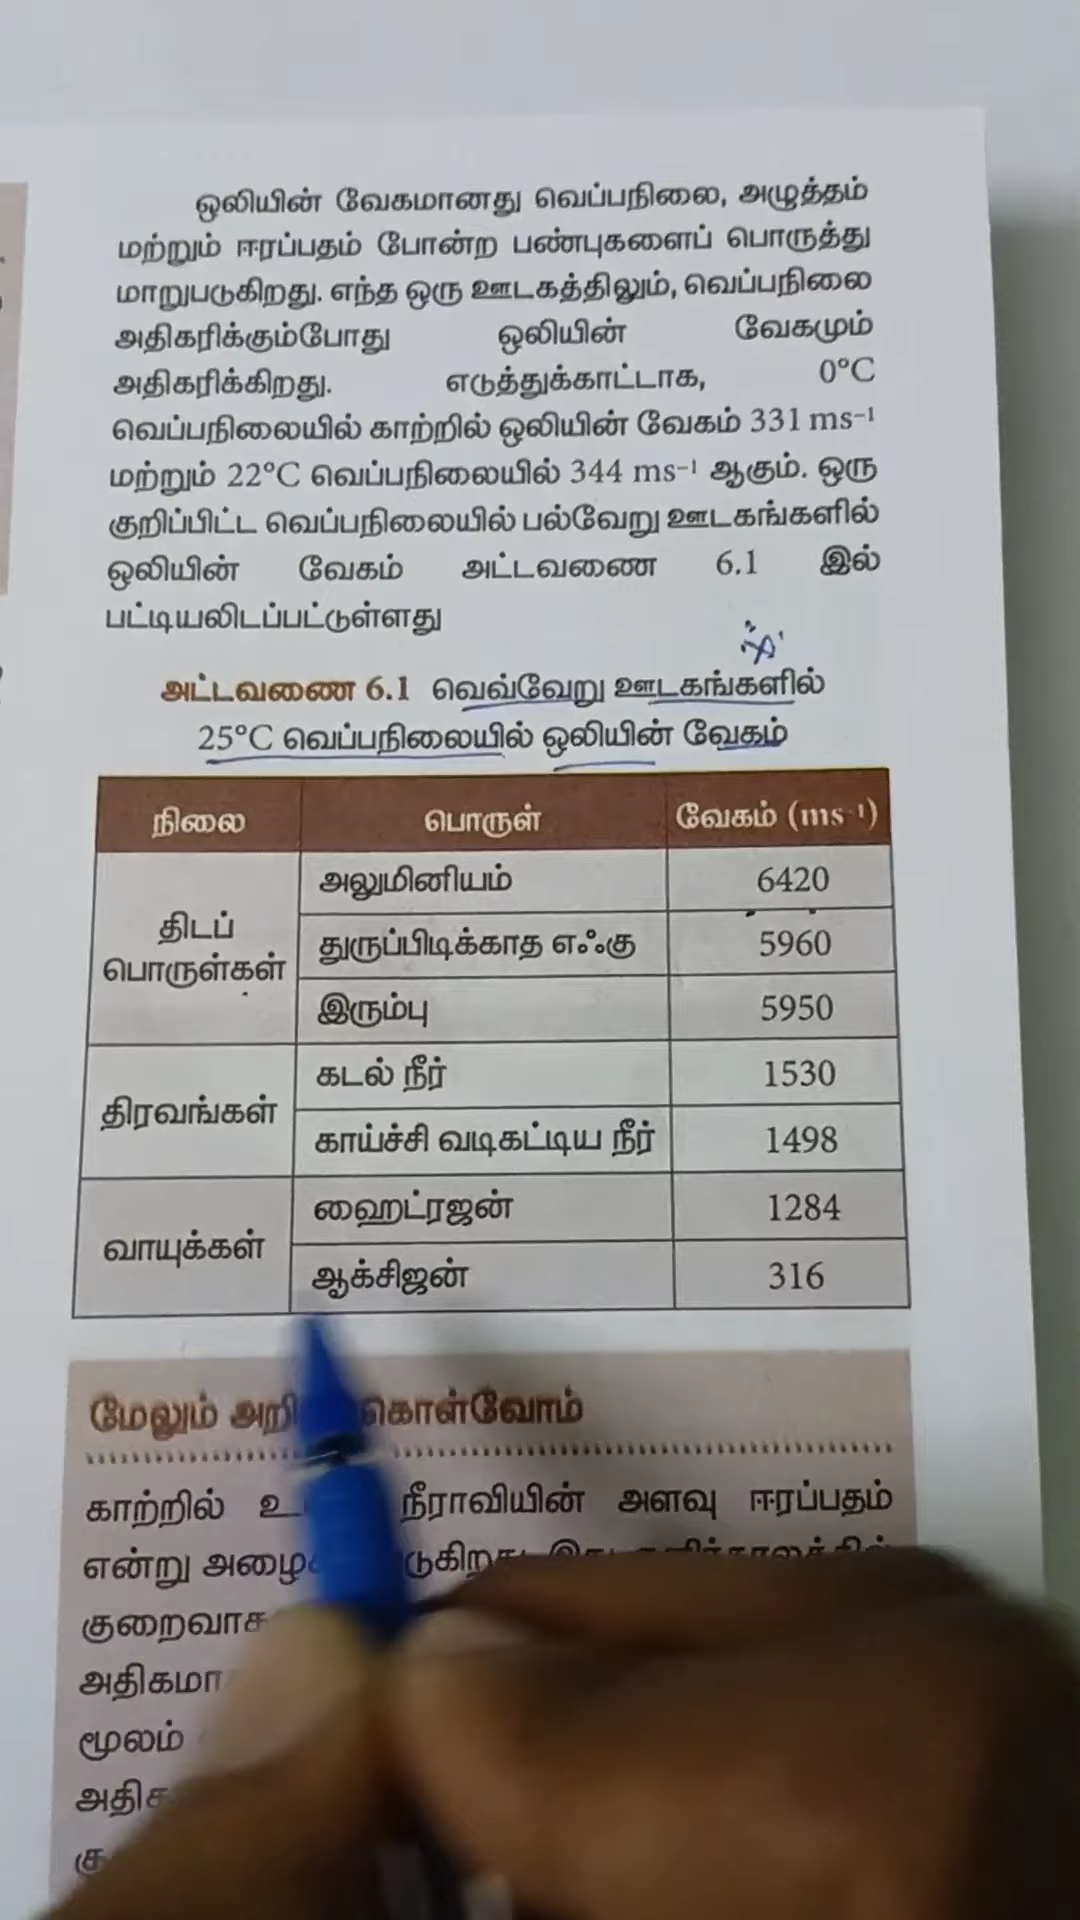 ஒலியின் வேகமானது வெப்பநிலை, அழுத்தம்
மற்றும் ஈரப்பதம் போன்ற பண்புகளைப் பொருத்து
மாறுபடுகிறது. எந்த ஒரு ஊடகத்திலும், வெப்பநிலை
அதிகரிக்கும்போது ஒலியின் வேகமும்
அதிகரிக்கிறது. எடுத்துக்காட்டாக, 0°C
வெப்பநிலையில் காற்றில் ஒலியின் வேகம் 331 ms⁻¹
மற்றும் 22°C வெப்பநிலையில் 344 ms⁻¹ ஆகும். ஒரு
குறிப்பிட்ட வெப்பநிலையில் பல்வேறு ஊடகங்களில்
ஒலியின் வேகம் அட்டவணை 6.1 இல்
பட்டியலிடப்பட்டுள்ளது
அட்டவணை 6.1 வெவ்வேறு ஊடகங்களில்
25°C வெப்பநிலையில் ஒலியின் வேகம்
நிலை பொருள் வேகம் (ms⁻¹)
திடப் பொருள்கள் அலுமினியம் 6420
துருப்பிடிக்காத எஃகு 5960
இரும்பு 5950
திரவங்கள் கடல் நீர் 1530
காய்ச்சி வடிகட்டிய நீர் 1498
வாயுக்கள் ஹைட்ரஜன் 1284
ஆக்சிஜன் 316
மேலும்
காற்றில் நீராவியின் அளவு ஈரப்பதம்
என்று
மூலம்